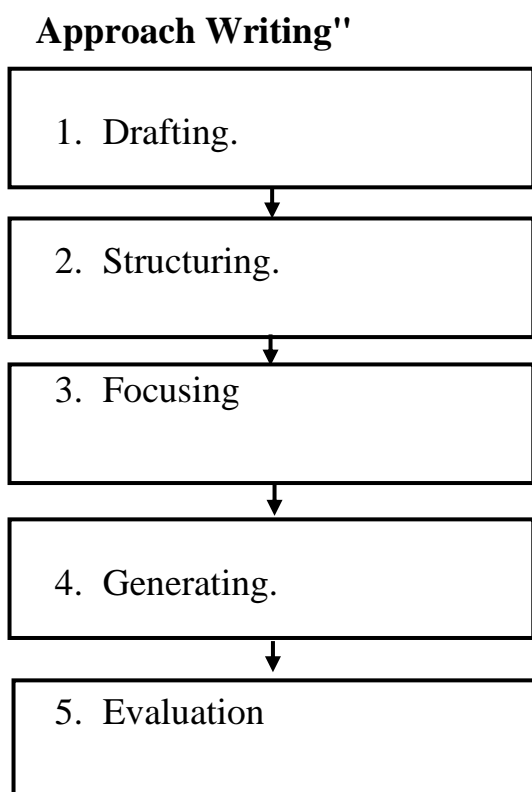 Approach Writing"
1. Drafting.
2. Structuring.
3. Focusing
4. Generating.
5. Evaluation